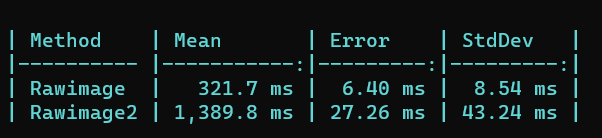 | Method    | Mean       | Error    | StdDev   |
|---------- |-----------:|---------:|---------:|
| Rawimage  |   321.7 ms |  6.40 ms |  8.54 ms |
| Rawimage2 | 1,389.8 ms | 27.26 ms | 43.24 ms |